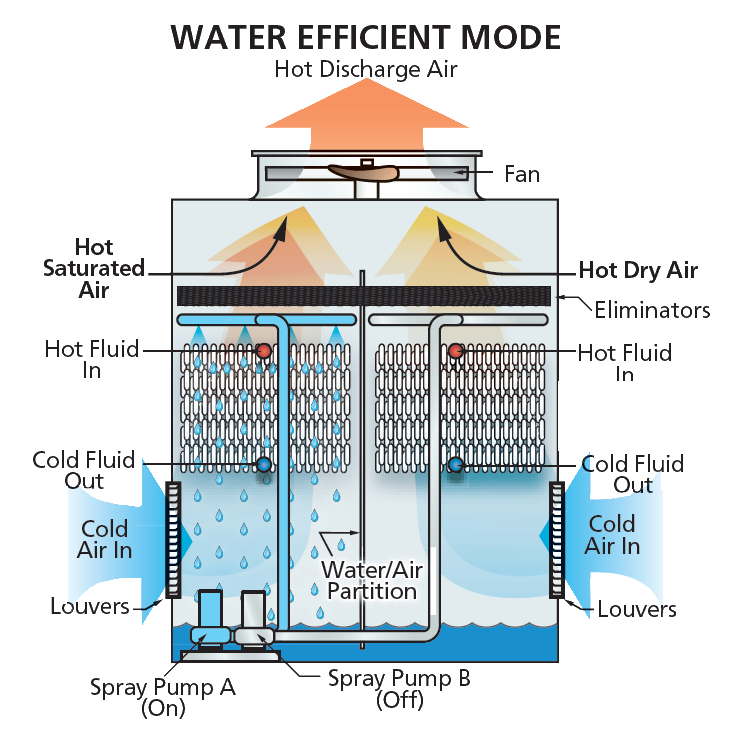 WATER EFFICIENT MODE
Hot Discharge Air
Fan
Hot
Saturated
Air
Hot Dry Air
Eliminators
Hot Fluid
In
Hot Fluid
In
Cold Fluid
Out
Cold Fluid
Out
Cold
Air In
Cold
Air In
Water/Air
Partition
Louvers
Louvers
Spray Pump A
(On)
Spray Pump B
(Off)